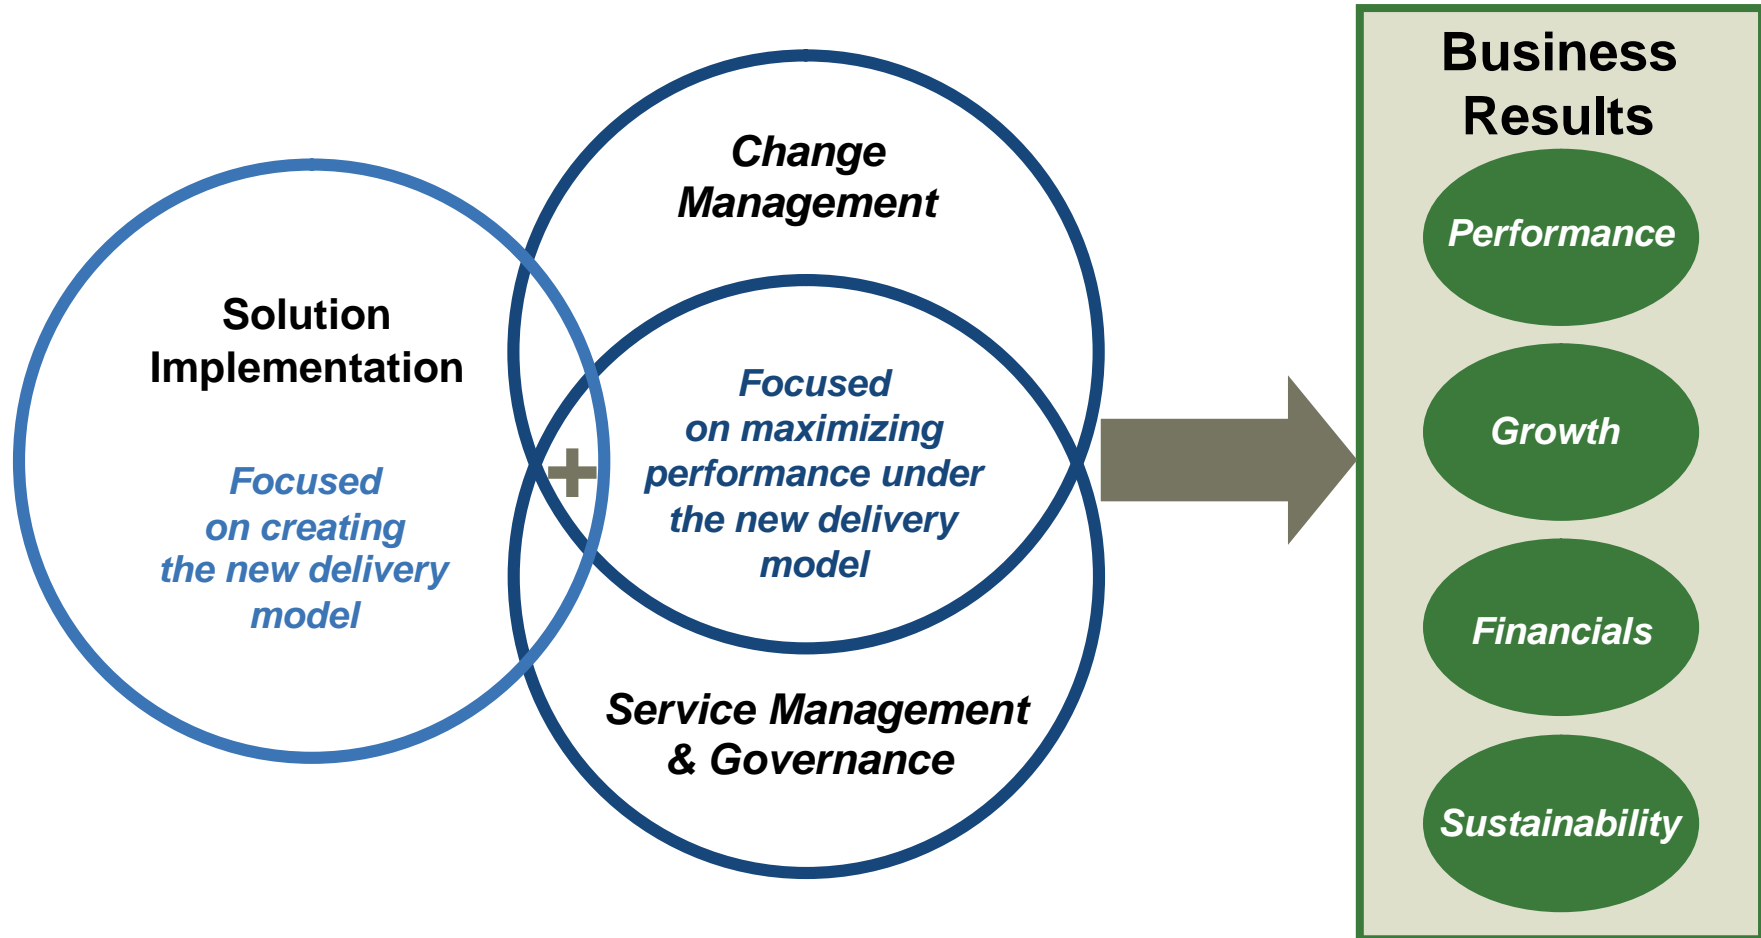 Solution
Implementation
Focused
on creating
the new delivery
model
+
Change
Management
Focused
on maximizing
performance under
the new delivery
model
Service Management
& Governance
Business
Results
Performance
Growth
Financials
Sustainability